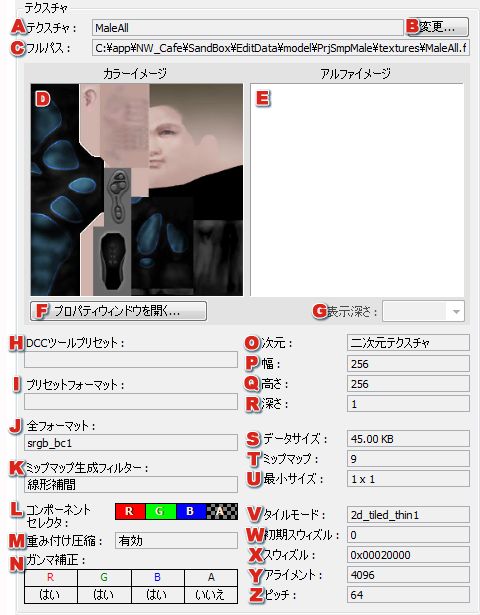 テクスチャ
A テクスチャ： MaleAll B 変更...
C フルパス： C:¥app¥NW_Cafe¥SandBox¥EditData¥model¥PrjSmpMale¥textures¥MaleAll.f
カラーイメージ アルファイメージ
D E
F プロパティウィンドウを開く... G 表示深さ：
H DCCツールプリセット：
I プリセットフォーマット：
J 全フォーマット：
srgb_bc1
K ミップマップ生成フィルター：
線形補間
L コンポーネント
セレクタ： R G B A
M 重み付け圧縮： 有効
N ガンマ補正：
R G B A
はい はい はい いいえ
O 次元： 二次元テクスチャ
P 幅： 256
Q 高さ： 256
R 深さ： 1
S データサイズ： 45.00 KB
T ミップマップ： 9
U 最小サイズ： 1 x 1
V タイルモード： 2d_tiled_thin1
W 初期スウィズル： 0
X スウィズル： 0x00020000
Y アライメント： 4096
Z ピッチ： 64